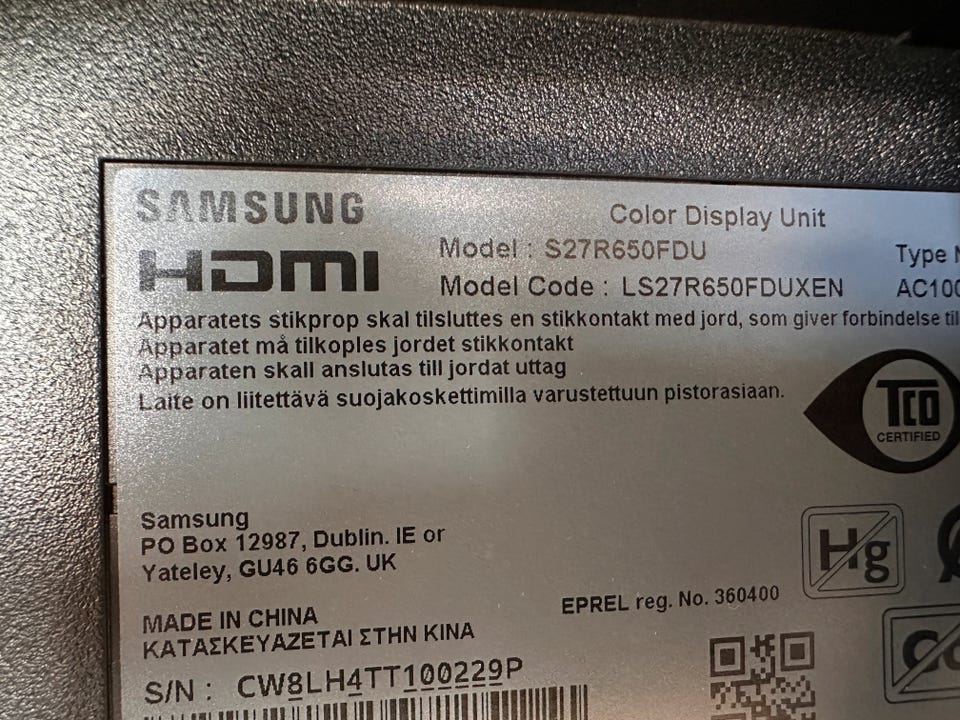 SAMSUNG
HDMI
Color Display Unit
Model : S27R650FDU
Type
Model Code : LS27R650FDUXEN
AC100
Apparatets stikprop skal tilsluttes en stikkontakt med jord, som giver forbindelse til
Apparatet må tilkoples jordet stikkontakt
Apparaten skall anslutas till jordat uttag
Laite on liitettävä suojakoskettimilla varustettuun pistorasiaan.
TCO
CERTIFIED
Samsung
PO Box 12987, Dublin. IE or
Yateley, GU46 6GG. UK
Hg
EPREL reg. No. 360400
MADE IN CHINA
ΚΑΤΑΣΚΕΥΑΖΕΤΑΙ ΣΤΗΝ ΚΙΝΑ
S/N : CW8LH4TT100229P